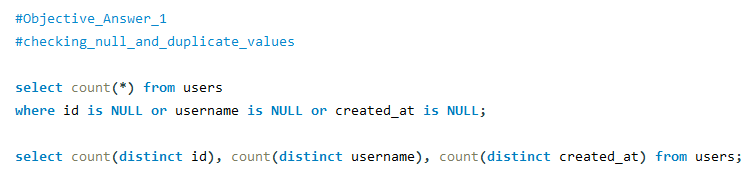 #Objective_Answer_1
#checking_null_and_duplicate_values
select count(*) from users
where id is NULL or username is NULL or created_at is NULL;
select count(distinct id), count(distinct username), count(distinct created_at) from users;